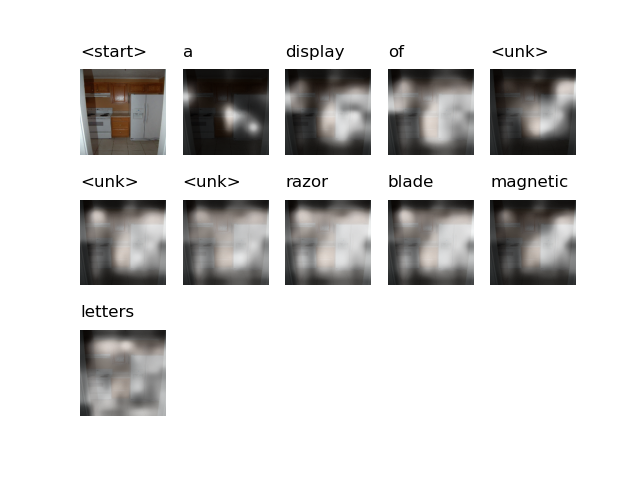 <start> a display of <unk>
<unk> <unk> razor blade magnetic
letters